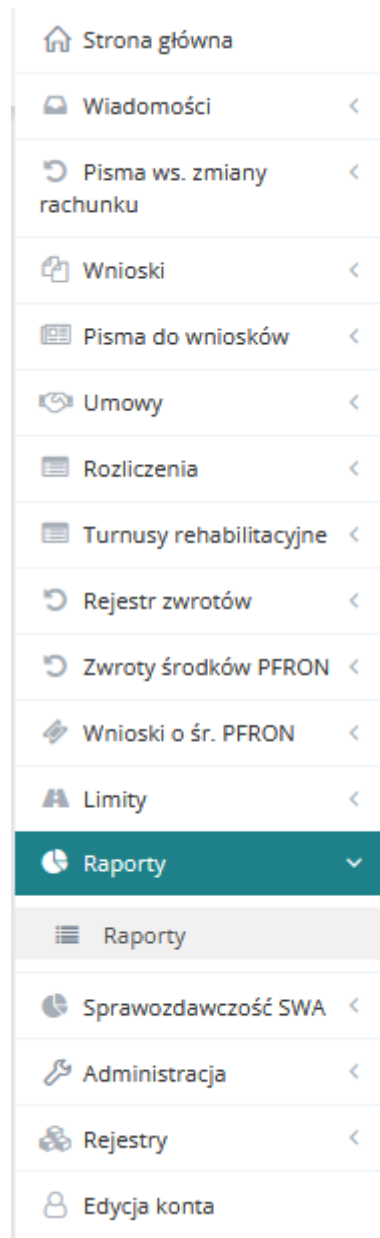 Strona główna
Wiadomości
Pisma ws. zmiany
rachunku
Wnioski
Pisma do wniosków
Umowy
Rozliczenia
Turnusy rehabilitacyjne
Rejestr zwrotów
Zwroty środków PFRON
Wnioski o śr. PFRON
Limity
Raporty
Raporty
Sprawozdawczość SWA
Administracja
Rejestry
Edycja konta